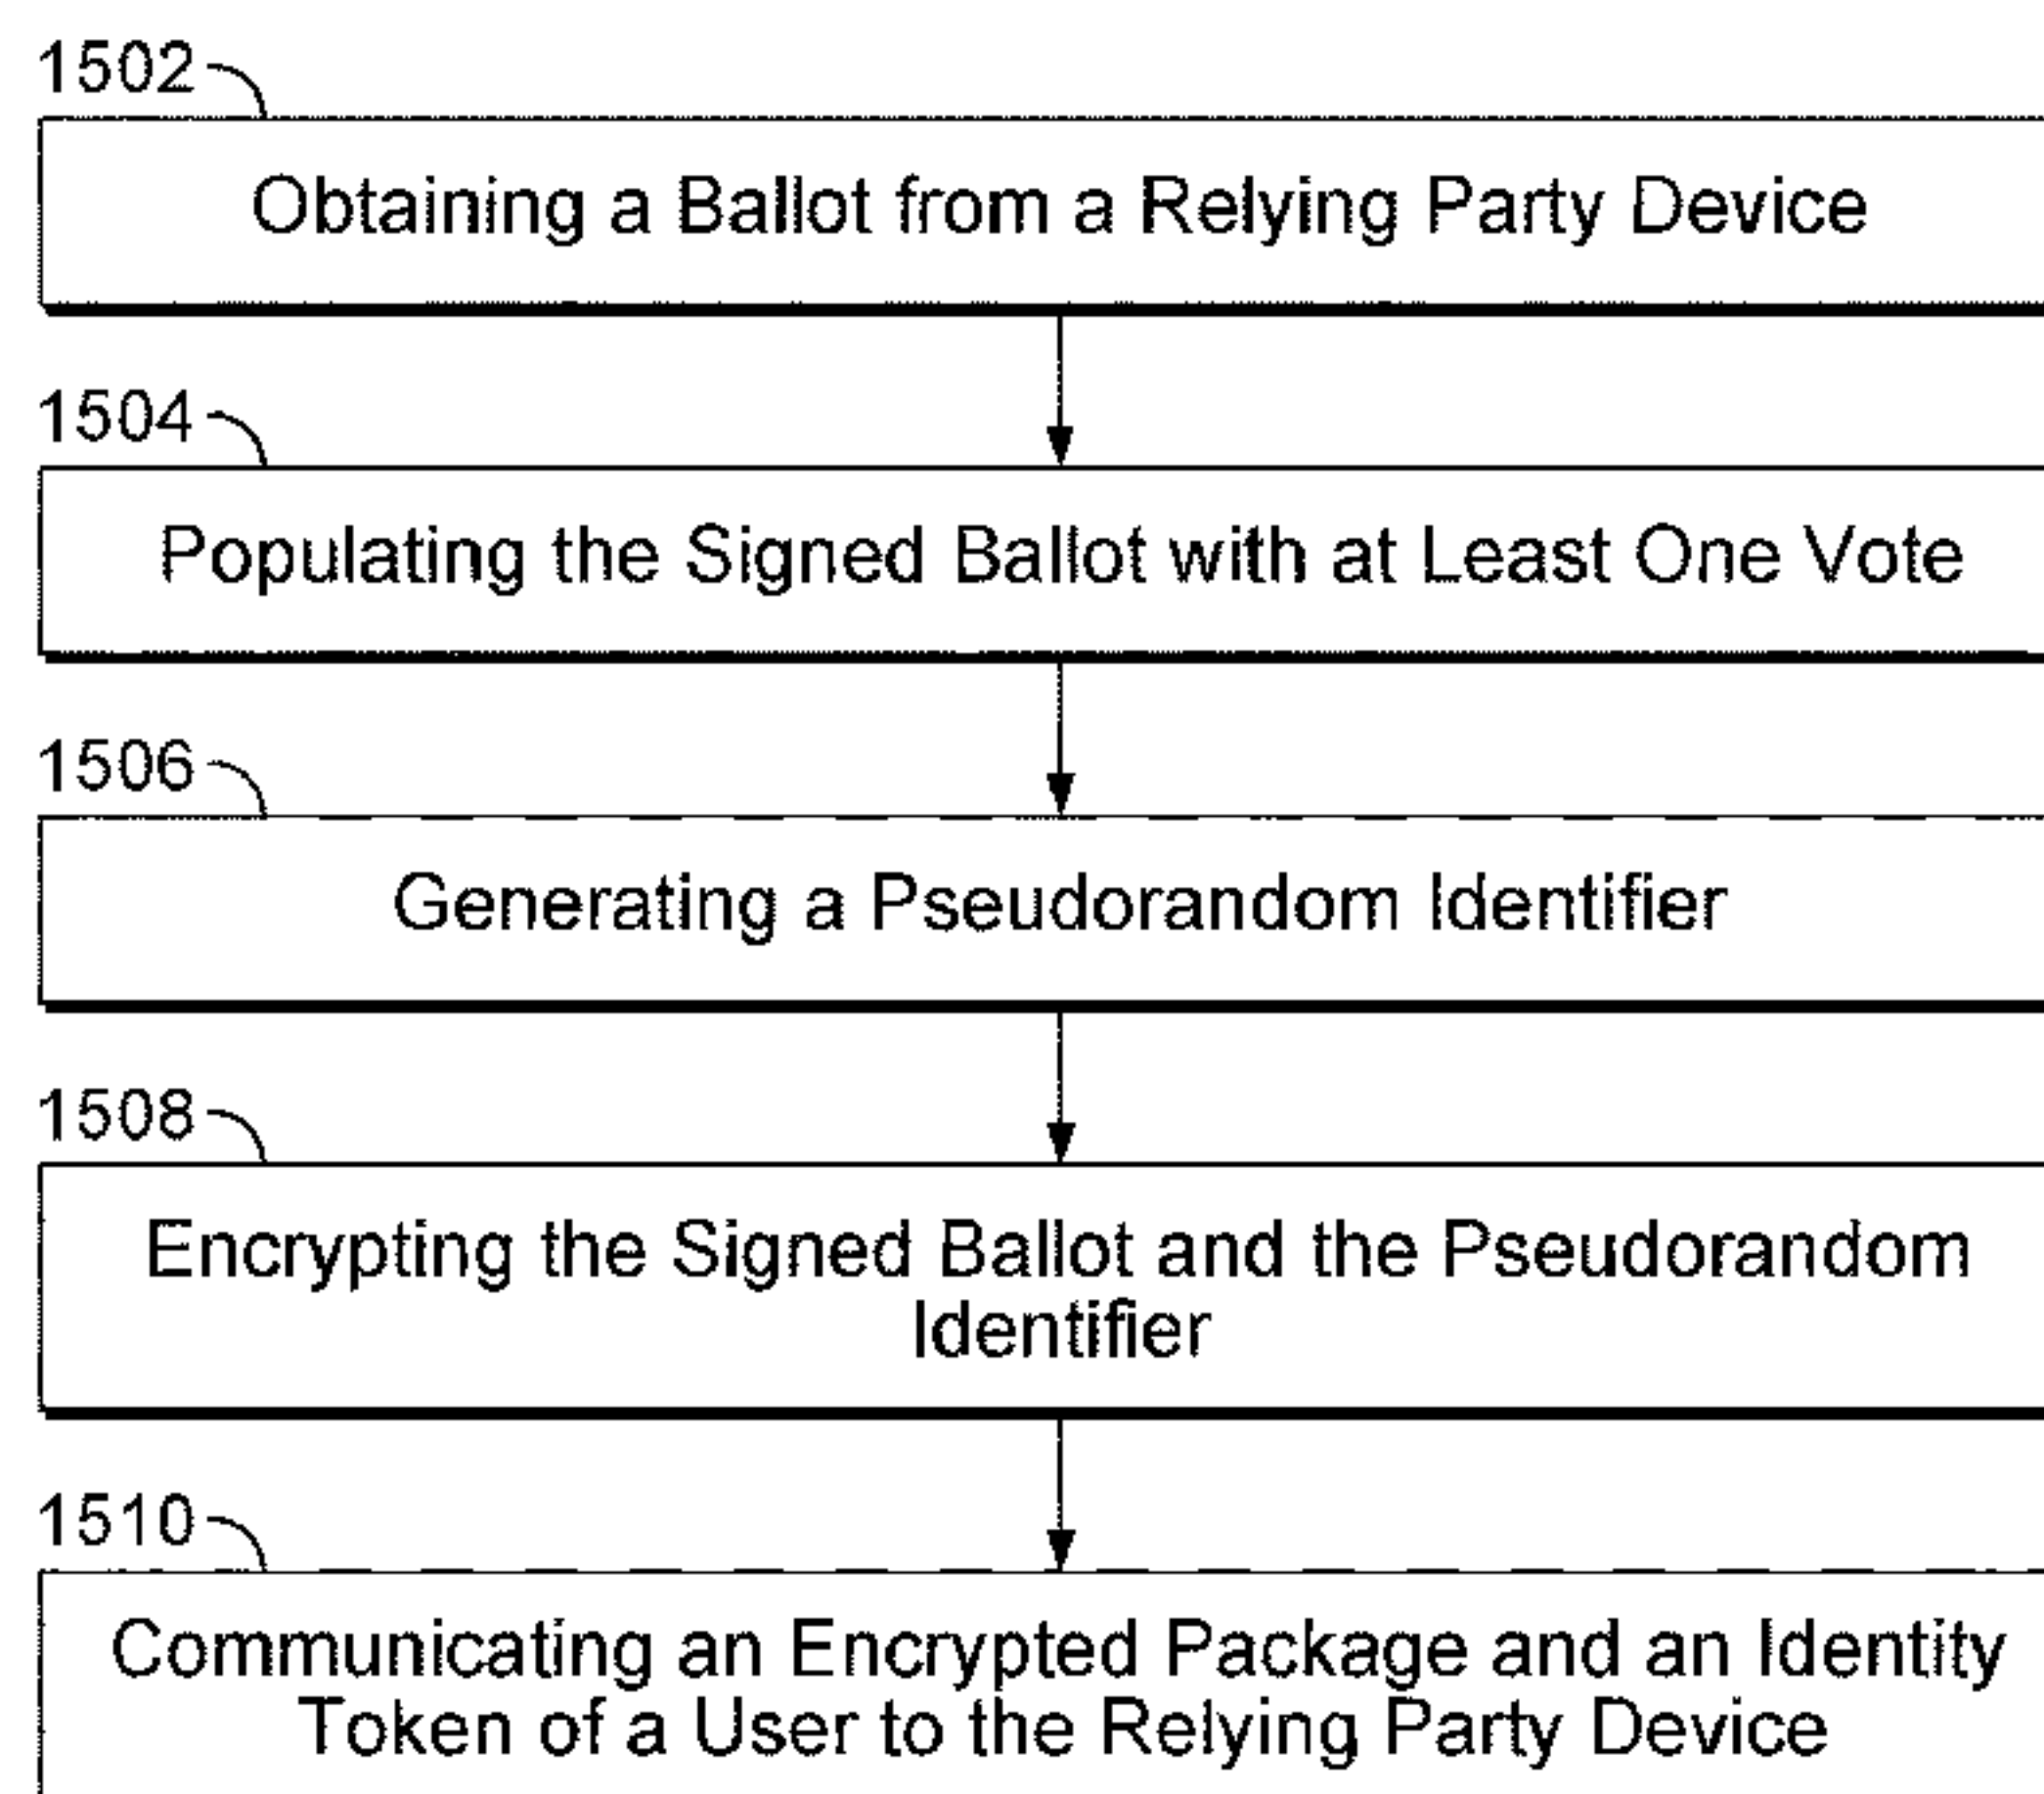 1502
Obtaining a Ballot from a Relying Party Device
1504
Populating the Signed Ballot with at Least One Vote
1506
Generating a Pseudorandom Identifier
1508
Encrypting the Signed Ballot and the Pseudorandom
Identifier
1510
Communicating an Encrypted Package and an Identity
Token of a User to the Relying Party Device